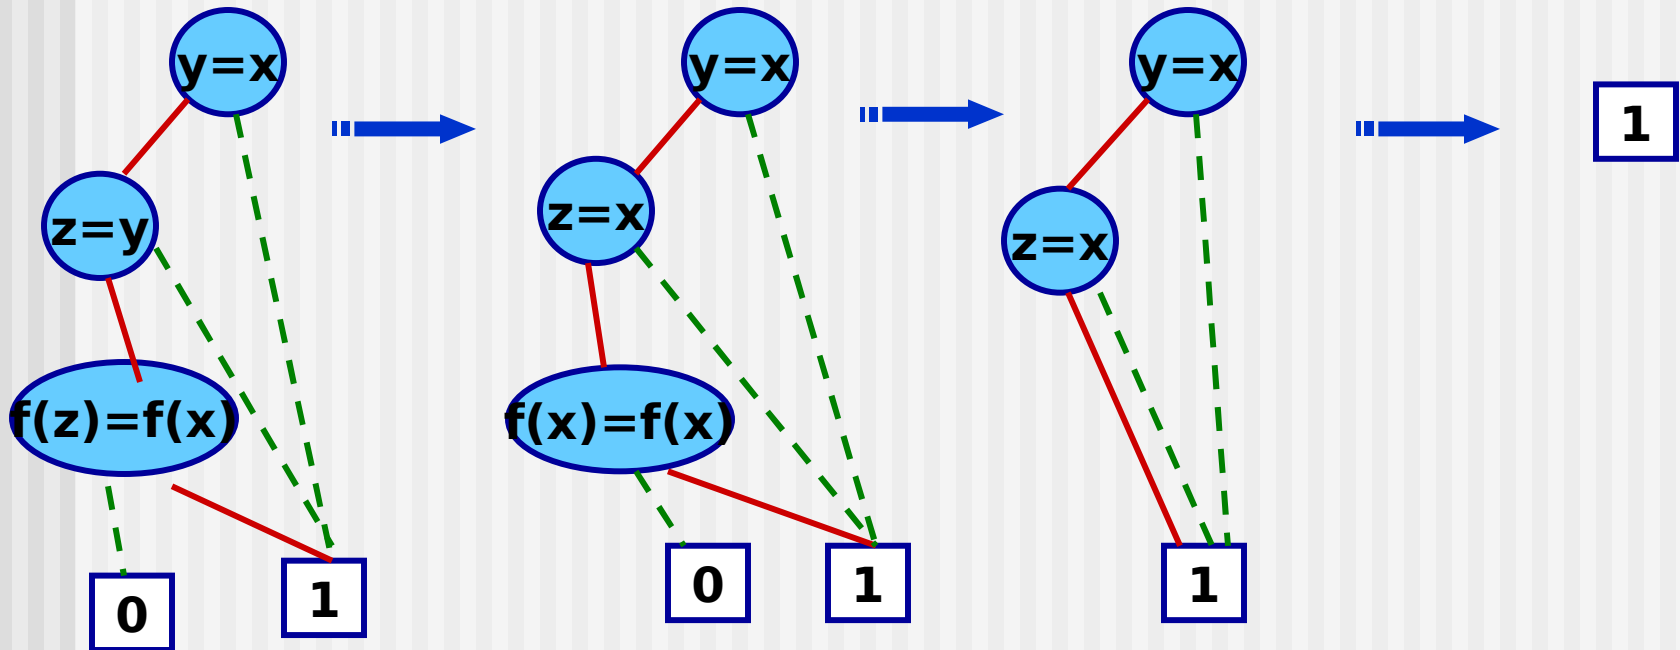 y=x
z=y
f(z)=f(x)
0
1
y=x
z=x
f(x)=f(x)
0
1
y=x
z=x
1
1